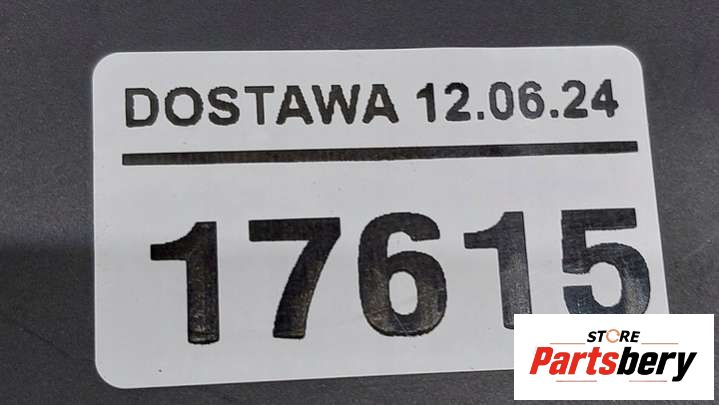 DOSTAWA 12.06.24
17615
STORE
Partsbery